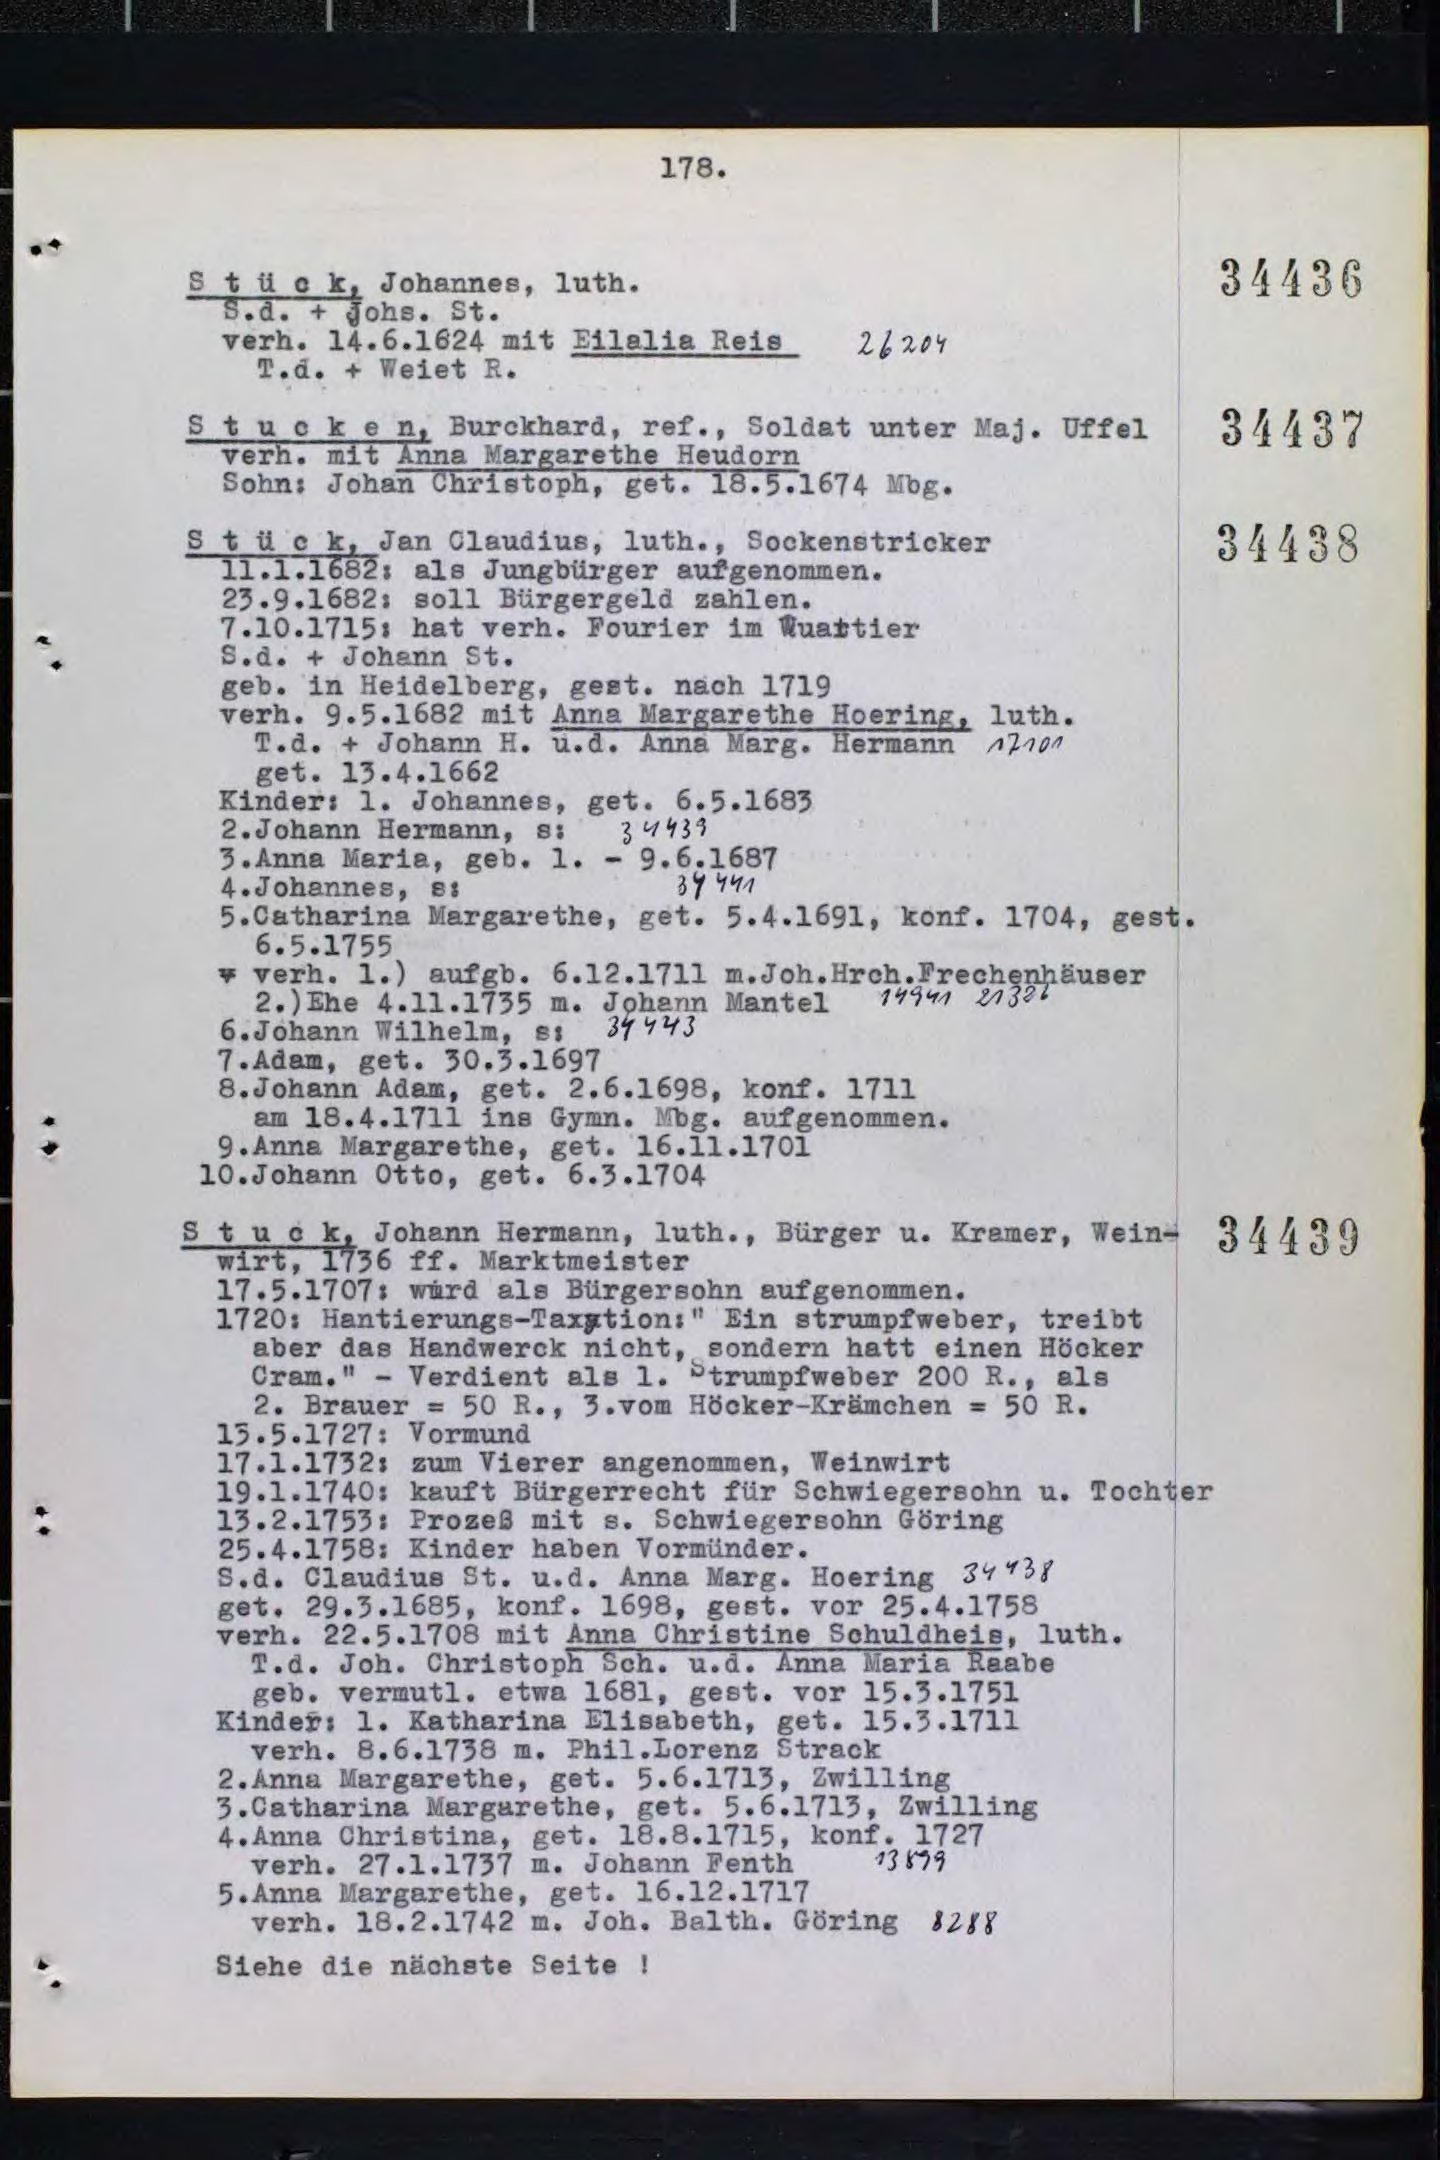 178.
S t ü c k, Johannes, luth. 34436
S.d. + Johs. St.
verh. 14.6.1624 mit Eilalia Reis 26204
T.d. + Weiet R.
S t u c k e n, Burckhard, ref., Soldat unter Maj. Uffel 34437
verh. mit Anna Margarethe Heudorn
Sohn: Johan Christoph, get. 18.5.1674 Mbg.
S t ü c k, Jan Claudius, luth., Sockenstricker 34438
11.1.1682: als Jungbürger aufgenommen.
23.9.1682: soll Bürgergeld zahlen.
7.10.1715: hat verh. Fourier im Quattier
S.d. + Johann St.
geb. in Heidelberg, gest. nach 1719
verh. 9.5.1682 mit Anna Margarethe Hoering, luth.
T.d. + Johann H. u.d. Anna Marg. Hermann 17101
get. 13.4.1662
Kinder: 1. Johannes, get. 6.5.1683
2.Johann Hermann, s: 34439
3.Anna Maria, geb. 1. - 9.6.1687
4.Johannes, s: 34441
5.Catharina Margarethe, get. 5.4.1691, konf. 1704, gest.
6.5.1755
verh. 1.) aufgb. 6.12.1711 m.Joh.Hrch.Frechenhäuser
2.)Ehe 4.11.1735 m. Johann Mantel 14941 21326
6.Johann Wilhelm, s: 34443
7.Adam, get. 30.3.1697
8.Johann Adam, get. 2.6.1698, konf. 1711
am 18.4.1711 ins Gymn. Mbg. aufgenommen.
9.Anna Margarethe, get. 16.11.1701
10.Johann Otto, get. 6.3.1704
S t u c k, Johann Hermann, luth., Bürger u. Kramer, Wein- 34439
wirt, 1736 ff. Marktmeister
17.5.1707: wird als Bürgersohn aufgenommen.
1720: Hantierungs-Taxation:" Ein strumpfweber, treibt
aber das Handwerck nicht, sondern hatt einen Höcker
Cram." - Verdient als 1. Strumpfweber 200 R., als
2. Brauer = 50 R., 3.vom Höcker-Krämchen = 50 R.
13.5.1727: Vormund
17.1.1732: zum Vierer angenommen, Weinwirt
19.1.1740: kauft Bürgerrecht für Schwiegersohn u. Tochter
13.2.1753: Prozeß mit s. Schwiegersohn Göring
25.4.1758: Kinder haben Vormünder.
S.d. Claudius St. u.d. Anna Marg. Hoering 34438
get. 29.3.1685, konf. 1698, gest. vor 25.4.1758
verh. 22.5.1708 mit Anna Christine Schuldheis, luth.
T.d. Joh. Christoph Sch. u.d. Anna Maria Raabe
geb. vermutl. etwa 1681, gest. vor 15.3.1751
Kinder: 1. Katharina Elisabeth, get. 15.3.1711
verh. 8.6.1738 m. Phil.Lorenz Strack
2.Anna Margarethe, get. 5.6.1713, Zwilling
3.Catharina Margarethe, get. 5.6.1713, Zwilling
4.Anna Christina, get. 18.8.1715, konf. 1727
verh. 27.1.1737 m. Johann Fenth 13899
5.Anna Margarethe, get. 16.12.1717
verh. 18.2.1742 m. Joh. Balth. Göring 8288
Siehe die nächste Seite !